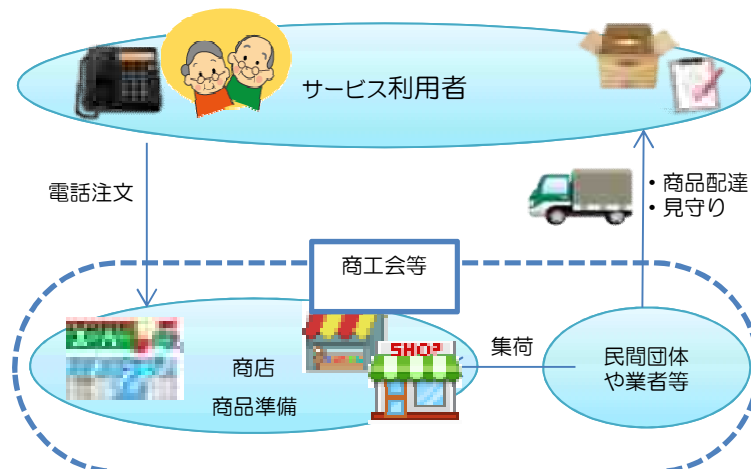 サービス利用者
電話注文
・商品配達
・見守り
商工会等
SHOP
商店
商品準備
集荷
民間団体
や業者等